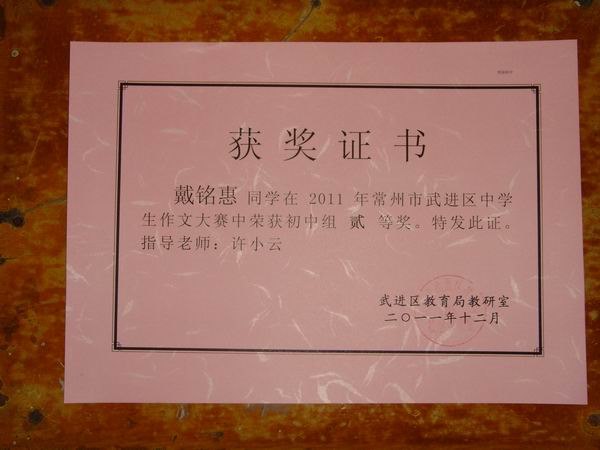 获奖证书
戴铭惠 同学在 2011 年常州市武进区中学
生作文大赛中荣获初中组 贰 等奖。特发此证。
指导老师：许小云
武进区教育局教研室
二〇一一年十二月